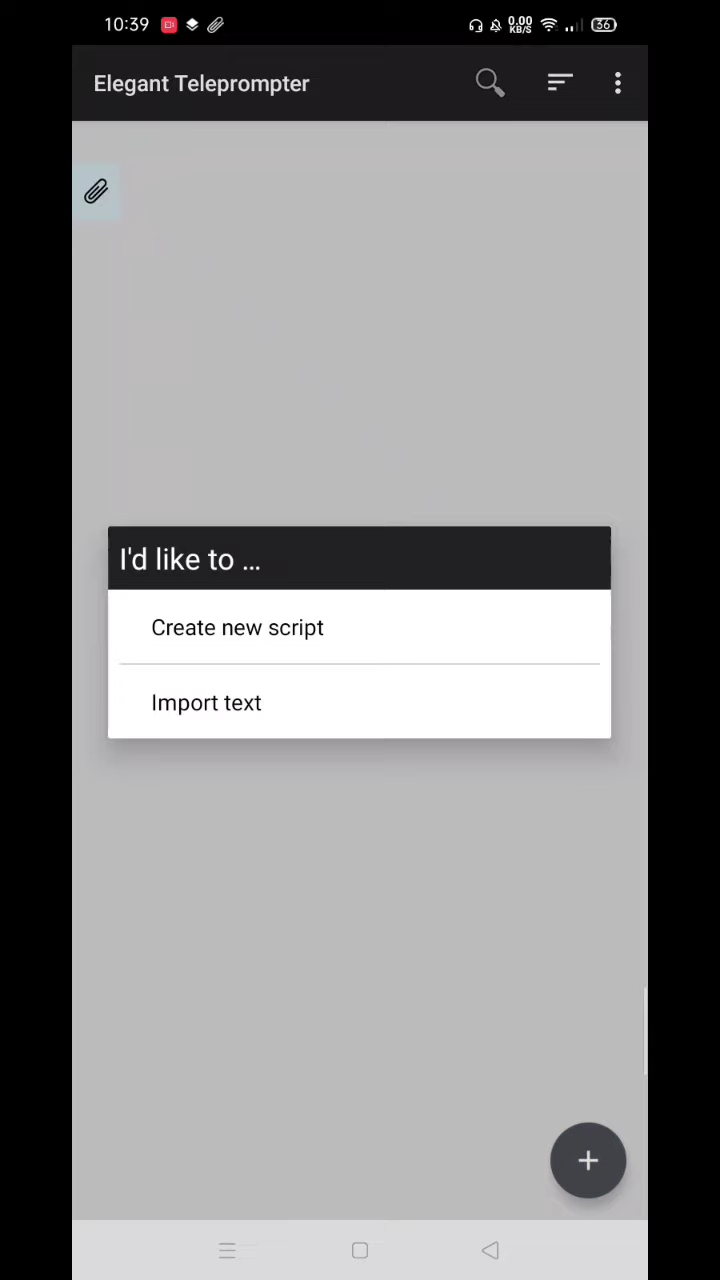 10:39 0.00 KB/S 36
Elegant Teleprompter
I'd like to ...
Create new script
Import text